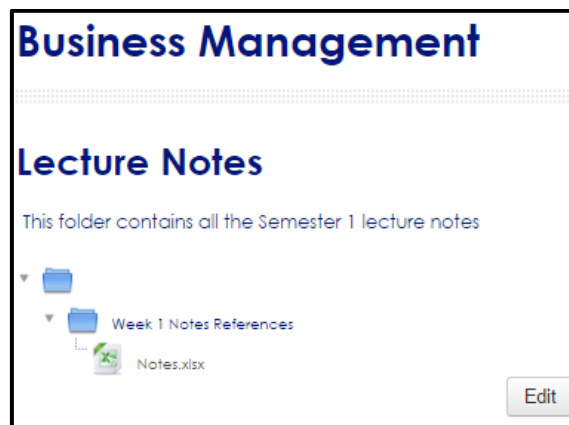 Business Management
Lecture Notes
This folder contains all the Semester 1 lecture notes
Week 1 Notes References
Notes.xlsx
Edit